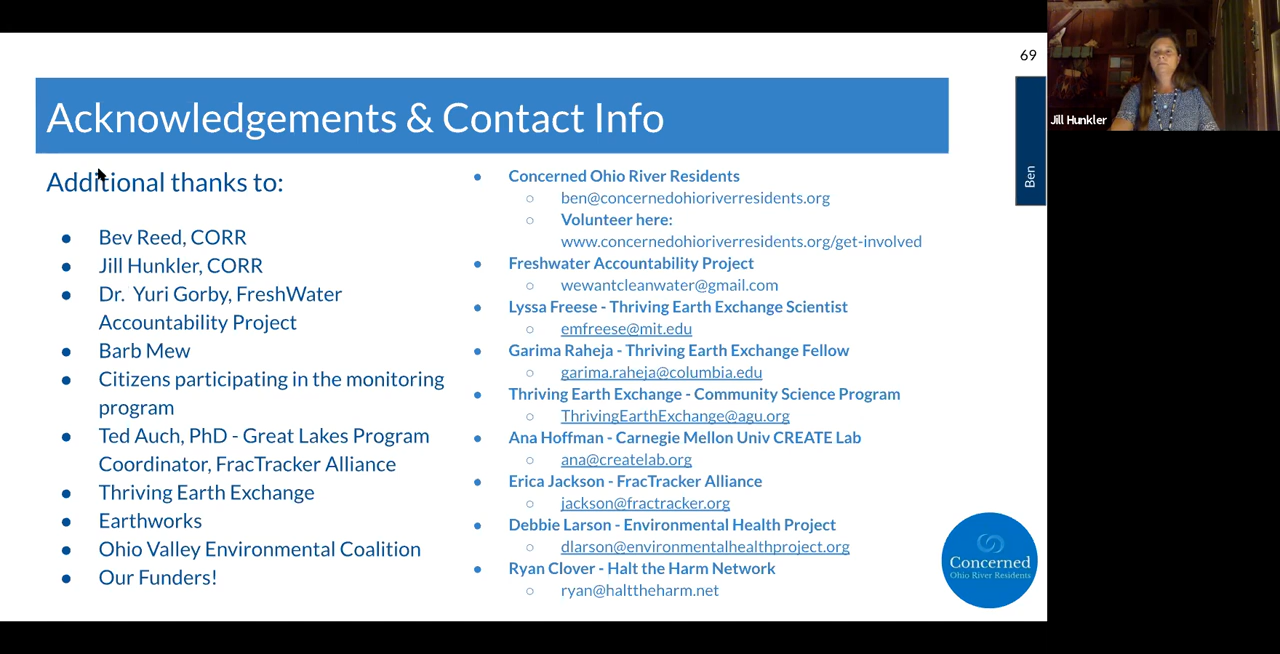 69
Acknowledgements & Contact Info
Ben
Jill Hunkler
Additional thanks to:
● Bev Reed, CORR
● Jill Hunkler, CORR
● Dr. Yuri Gorby, FreshWater
Accountability Project
● Barb Mew
● Citizens participating in the monitoring
program
● Ted Auch, PhD - Great Lakes Program
Coordinator, FracTracker Alliance
● Thriving Earth Exchange
● Earthworks
● Ohio Valley Environmental Coalition
● Our Funders!
● Concerned Ohio River Residents
○ ben@concernedohioriverresidents.org
○ Volunteer here:
www.concernedohioriverresidents.org/get-involved
● Freshwater Accountability Project
○ wewantcleanwater@gmail.com
● Lyssa Freese - Thriving Earth Exchange Scientist
○ emfreese@mit.edu
● Garima Raheja - Thriving Earth Exchange Fellow
○ garima.raheja@columbia.edu
● Thriving Earth Exchange - Community Science Program
○ ThrivingEarthExchange@agu.org
● Ana Hoffman - Carnegie Mellon Univ CREATE Lab
○ ana@createlab.org
● Erica Jackson - FracTracker Alliance
○ jackson@fractracker.org
● Debbie Larson - Environmental Health Project
○ dlarson@environmentalhealthproject.org
● Ryan Clover - Halt the Harm Network
○ ryan@halttheharm.net
Concerned
Ohio River Residents